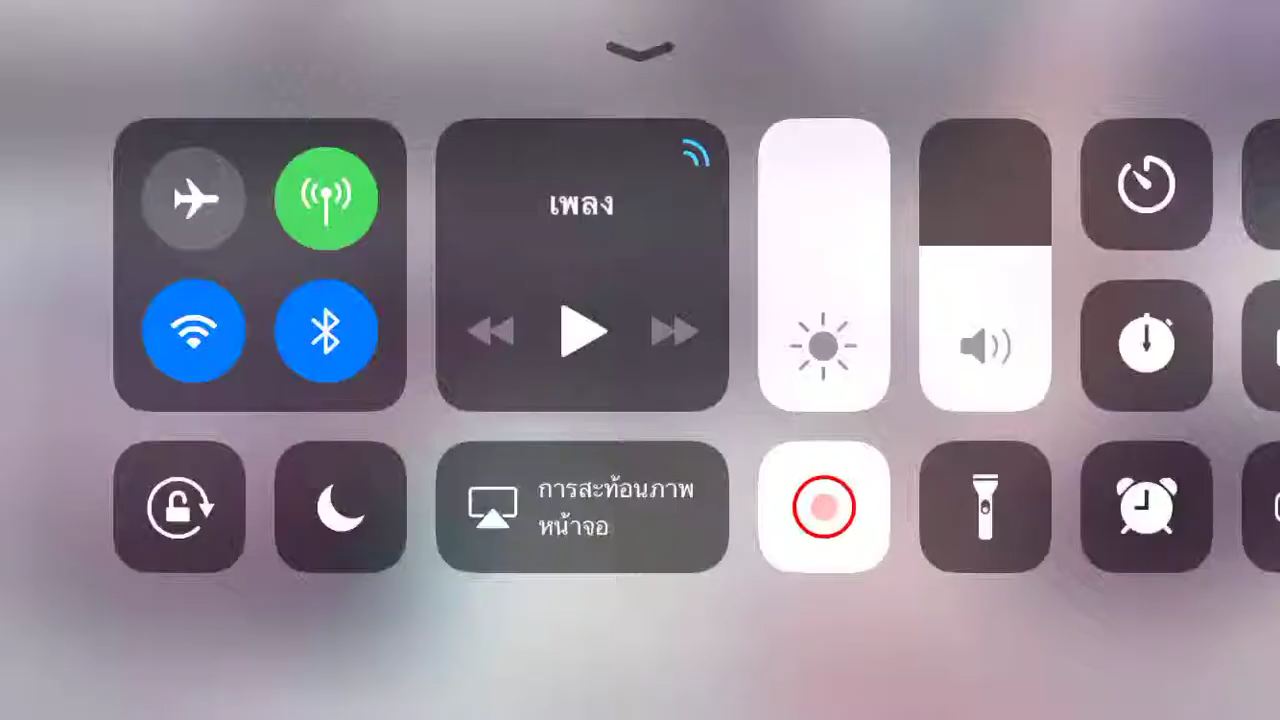 เพลง
การสะท้อนภาพ
หน้าจอ